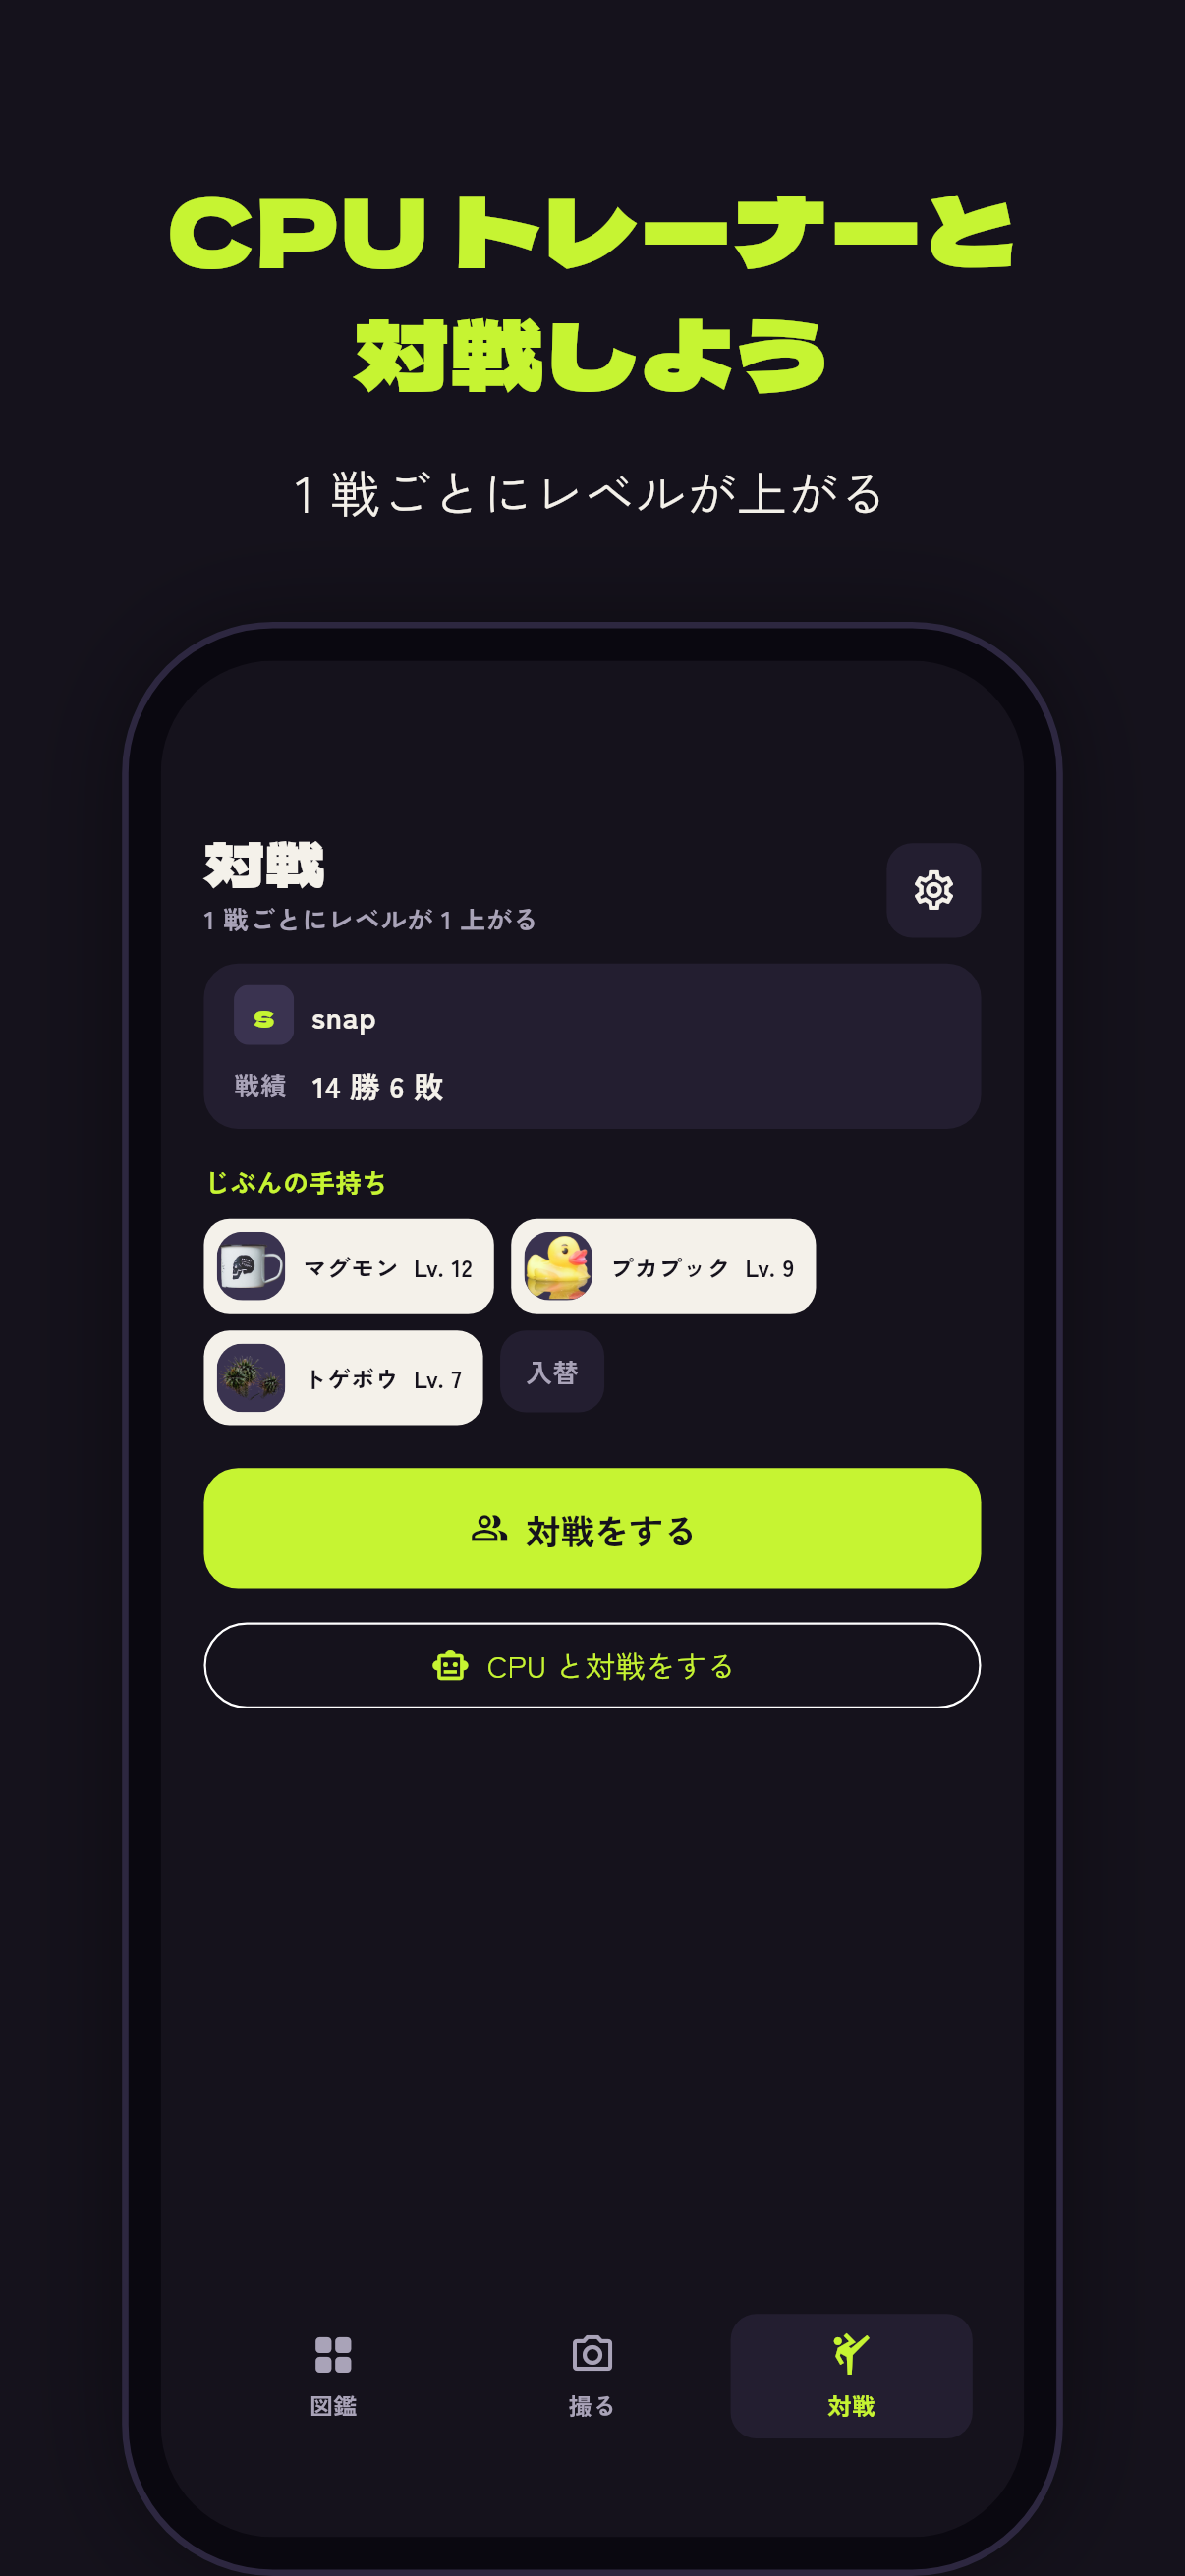 CPU トレーナーと
対戦しよう
1 戦ごとにレベルが上がる
対戦
1 戦ごとにレベルが 1 上がる
s snap
戦績 14 勝 6 敗
じぶんの手持ち
マグモン Lv. 12
プカプック Lv. 9
トゲボウ Lv. 7
入替
対戦をする
CPU と対戦をする
図鑑
撮る
対戦